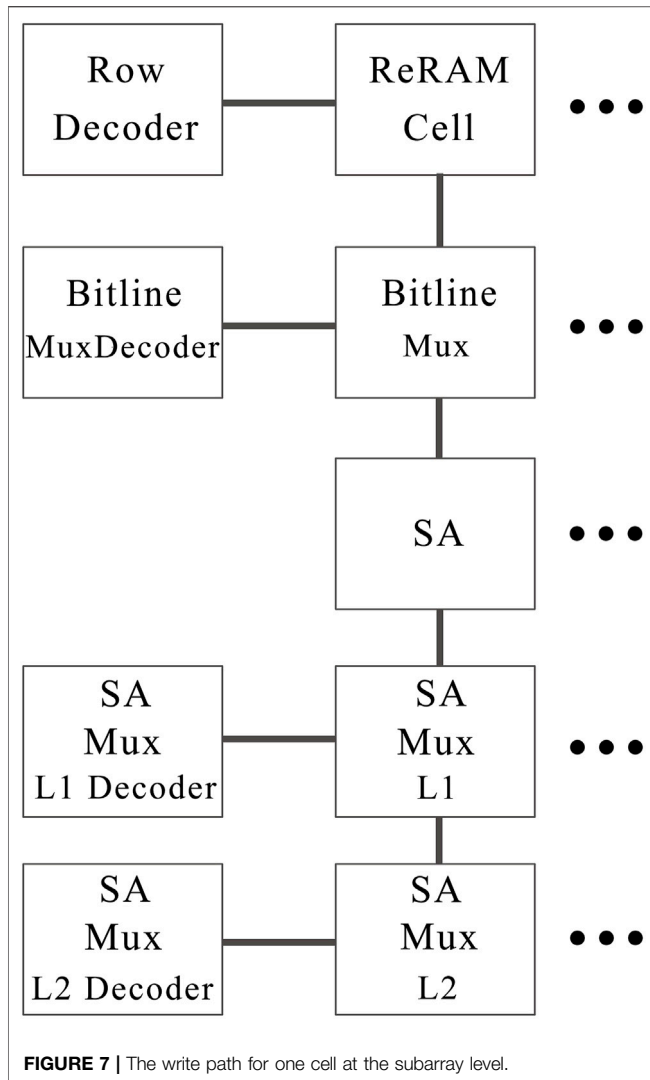 Row
Decoder
ReRAM
Cell
Bitline
MuxDecoder
Bitline
Mux
SA
SA
Mux
L1 Decoder
SA
Mux
L1
SA
Mux
L2 Decoder
SA
Mux
L2
FIGURE 7 | The write path for one cell at the subarray level.